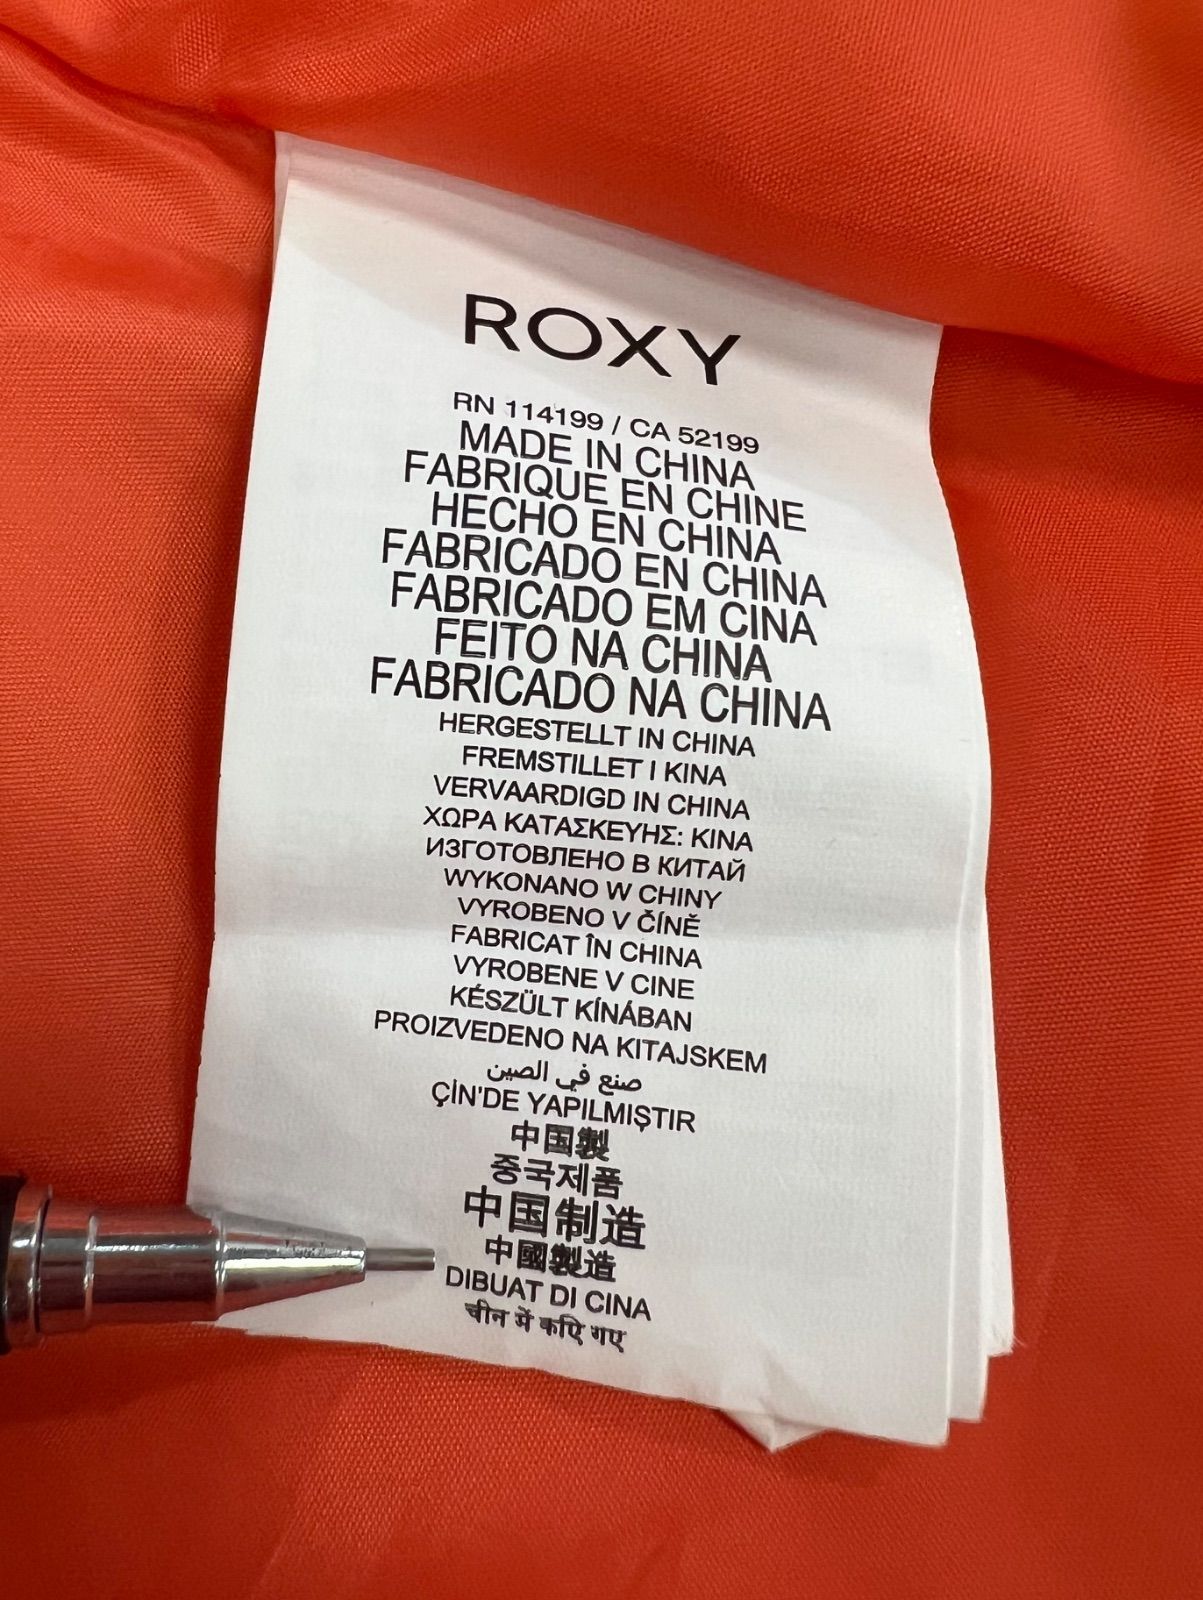 ROXY
RN 114199 / CA 52199
MADE IN CHINA
FABRIQUE EN CHINE
HECHO EN CHINA
FABRICADO EN CHINA
FABRICADO EM CINA
FEITO NA CHINA
FABRICADO NA CHINA
HERGESTELLT IN CHINA
FREMSTILLET I KINA
VERVAARDIGD IN CHINA
ΧΩΡΑ ΚΑΤΑΣΚΕΥΗΣ: ΚΙΝΑ
ИЗГОТОВЛЕНО В КИТАЙ
WYKONANO W CHINY
VYROBENO V ČÍNĚ
FABRICAT ÎN CHINA
VYROBENE V CINE
KÉSZÜLT KÍNÁBAN
PROIZVEDENO NA KITAJSKEM
صنع في الصين
ÇİN'DE YAPILMIŞTIR
中国製
중국제품
中国制造
中國製造
DIBUAT DI CINA
चीन में कएि गए